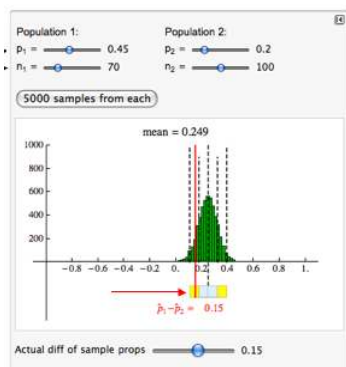 Population 1: Population 2:
p₁ = 0.45 p₂ = 0.2
n₁ = 70 n₂ = 100
5000 samples from each
mean = 0.249
1000
800
600
400
200
-0.8 -0.6 -0.4 -0.2 0. 0.2 0.4 0.6 0.8 1.
p̂₁-p̂₂ = 0.15
Actual diff of sample props 0.15